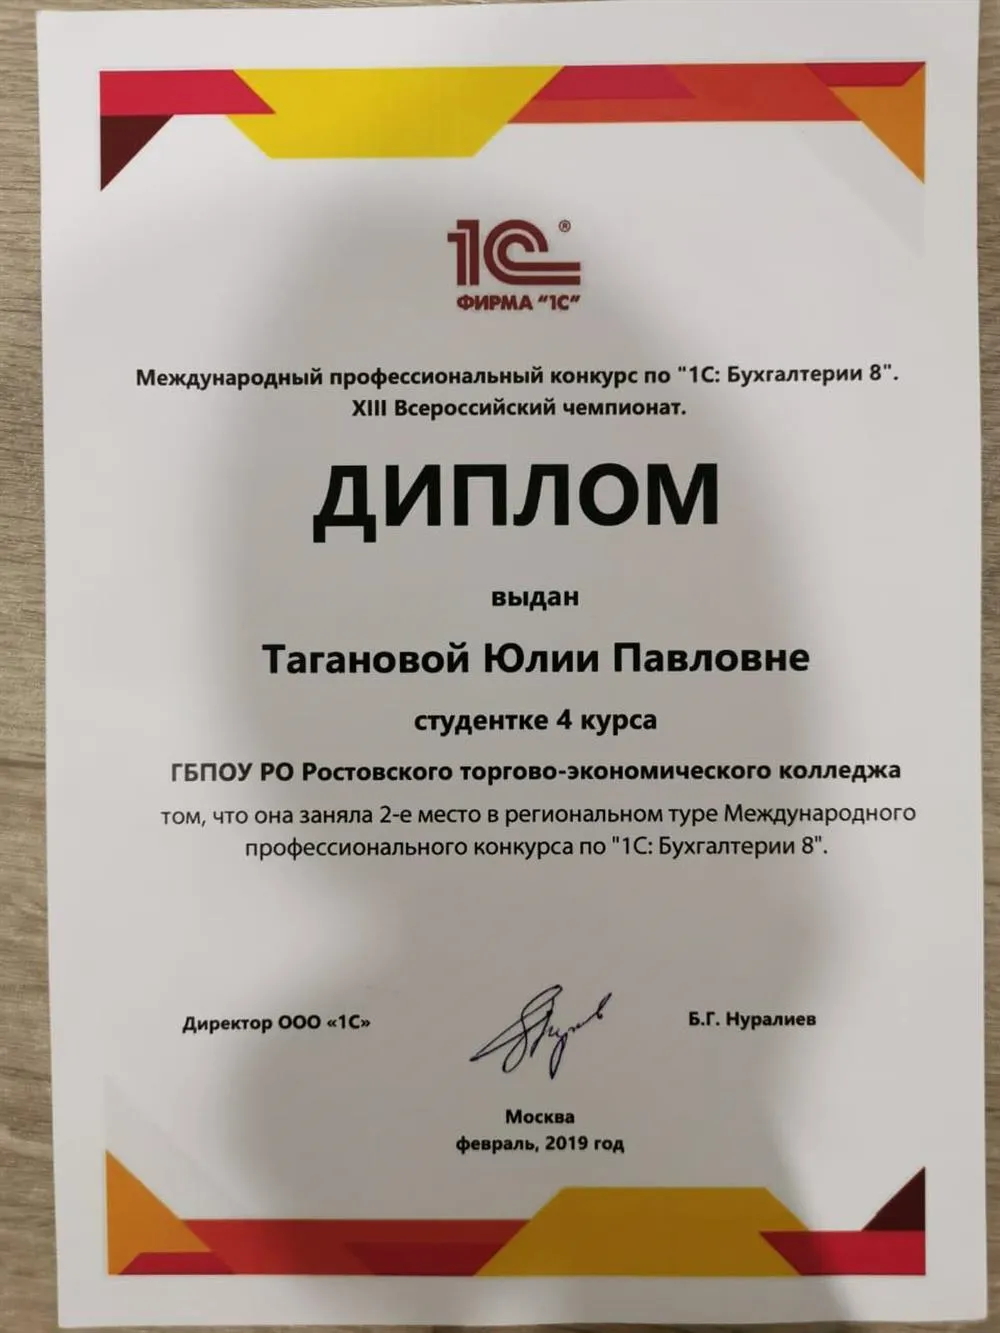 1С®
ФИРМА "1С"
Международный профессиональный конкурс по "1С: Бухгалтерии 8".
XIII Всероссийский чемпионат.
ДИПЛОМ
выдан
Тагановой Юлии Павловне
студентке 4 курса
ГБПОУ РО Ростовского торгово-экономического колледжа
том, что она заняла 2-е место в региональном туре Международного
профессионального конкурса по "1С: Бухгалтерии 8".
Директор ООО «1С»
Б.Г. Нуралиев
Москва
февраль, 2019 год